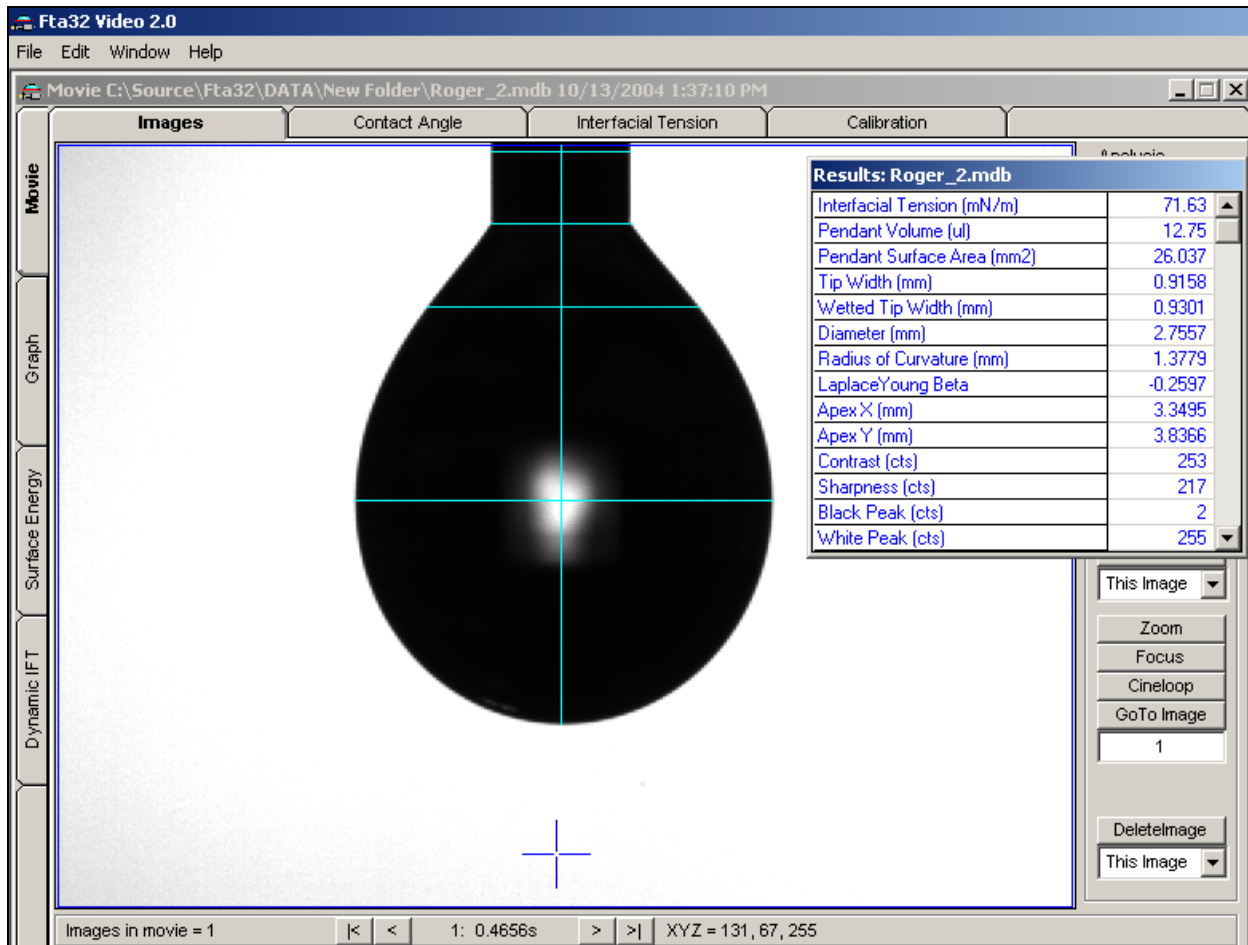 Fta32 Video 2.0
File Edit Window Help
Movie C:\Source\Fta32\DATA\New Folder\Roger_2.mdb 10/13/2004 1:37:10 PM
Images Contact Angle Interfacial Tension Calibration
Movie
Graph
Surface Energy
Dynamic IFT
Results: Roger_2.mdb
Interfacial Tension (mN/m) 71.63
Pendant Volume (ul) 12.75
Pendant Surface Area (mm2) 26.037
Tip Width (mm) 0.9158
Wetted Tip Width (mm) 0.9301
Diameter (mm) 2.7557
Radius of Curvature (mm) 1.3779
LaplaceYoung Beta -0.2597
Apex X (mm) 3.3495
Apex Y (mm) 3.8366
Contrast (cts) 253
Sharpness (cts) 217
Black Peak (cts) 2
White Peak (cts) 255
This Image
Zoom
Focus
Cineloop
GoTo Image
1
DeleteImage
This Image
Images in movie = 1 |< < 1: 0.4656s > >| XYZ = 131, 67, 255